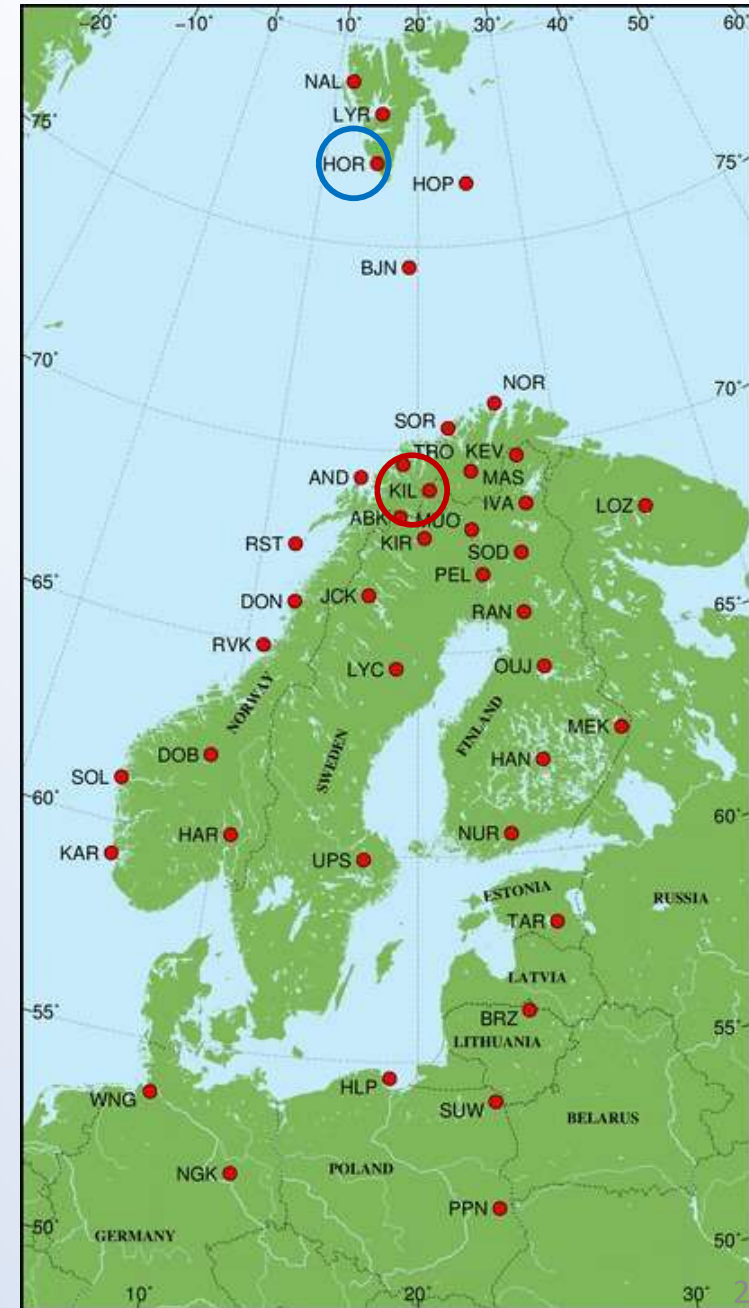 -20° -10° 0° 10° 20° 30° 40° 50° 60°
NAL
75°
LYR
75°
HOR
HOP
BJN
70°
70°
NOR
SOR
TRO KEV
AND
MAS
KIL
IVA LOZ
ABK MUO
RST KIR
SOD
PEL
65°
DON JCK
RAN
65°
RVK
LYC OUJ
NORWAY
FINLAND
MEK
DOB
SWEDEN
HAN
SOL
60°
60°
HAR NUR
KAR
UPS
ESTONIA
RUSSIA
TAR
LATVIA
55°
BRZ
55°
LITHUANIA
HLP
WNG
SUW
BELARUS
POLAND
NGK
PPN
50°
GERMANY
50°
10° 20° 30°
2